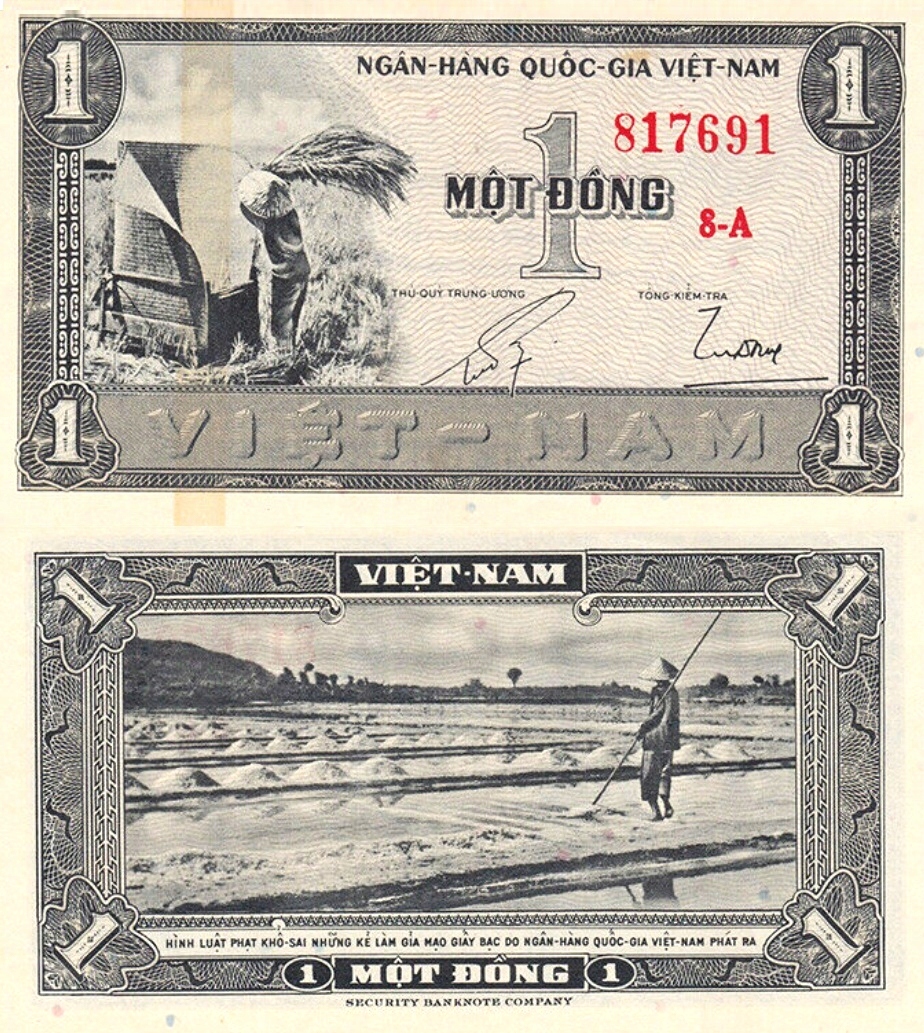 1
1
NGÂN-HÀNG QUỐC-GIA VIỆT-NAM
817691
1
MỘT ĐỒNG
8-A
THỦ-QUỸ TRUNG-ƯƠNG
TỔNG-KIỂM-TRA
1
VIỆT-NAM
1
1
VIỆT-NAM
1
1
HÌNH LUẬT PHẠT KHỔ-SAI NHỮNG KẺ LÀM GIẢ MẠO GIẤY BẠC DO NGÂN-HÀNG QUỐC-GIA VIỆT-NAM PHÁT RA
1
1 MỘT ĐỒNG 1
SECURITY BANKNOTE COMPANY